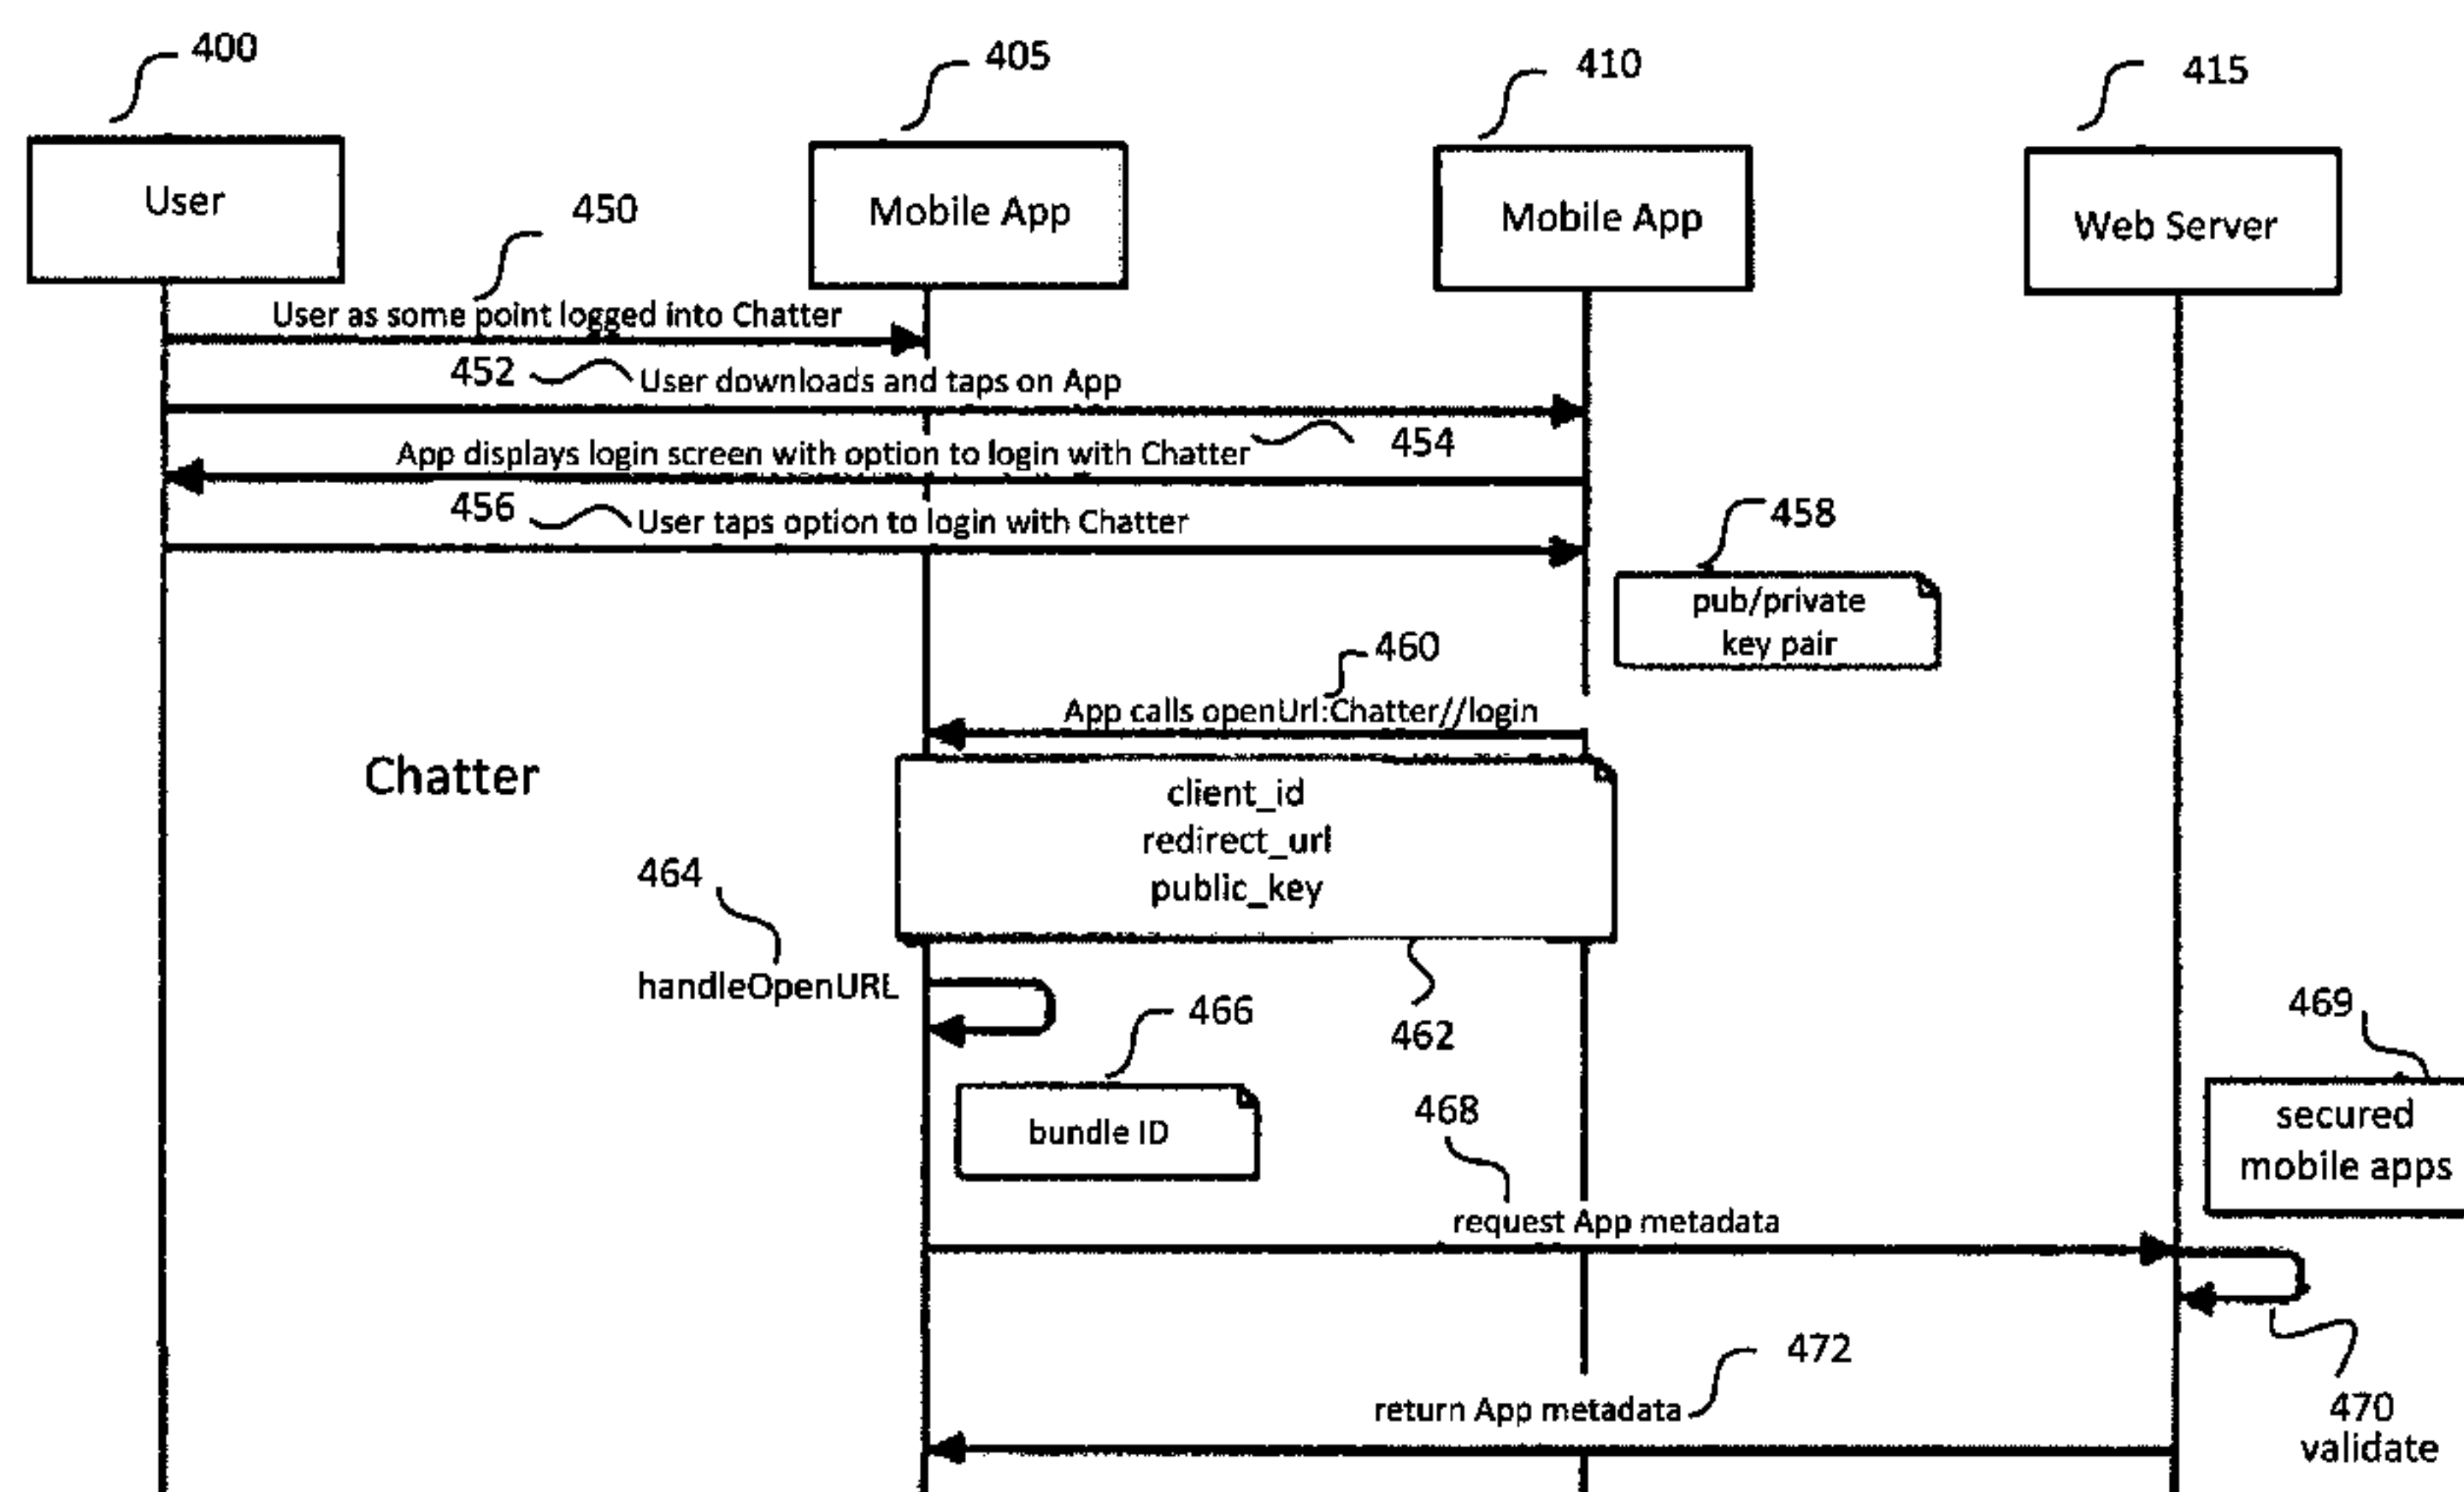 400
405
410
415
User
Mobile App
Mobile App
Web Server
450
User as some point logged into Chatter
452
User downloads and taps on App
App displays login screen with option to login with Chatter
454
456
User taps option to login with Chatter
458
pub/private
key pair
460
App calls openUrl:Chatter//login
Chatter
client_id
redirect_url
public_key
464
handleOpenURL
462
466
bundle ID
468
469
secured
mobile apps
request App metadata
472
return App metadata
470
validate